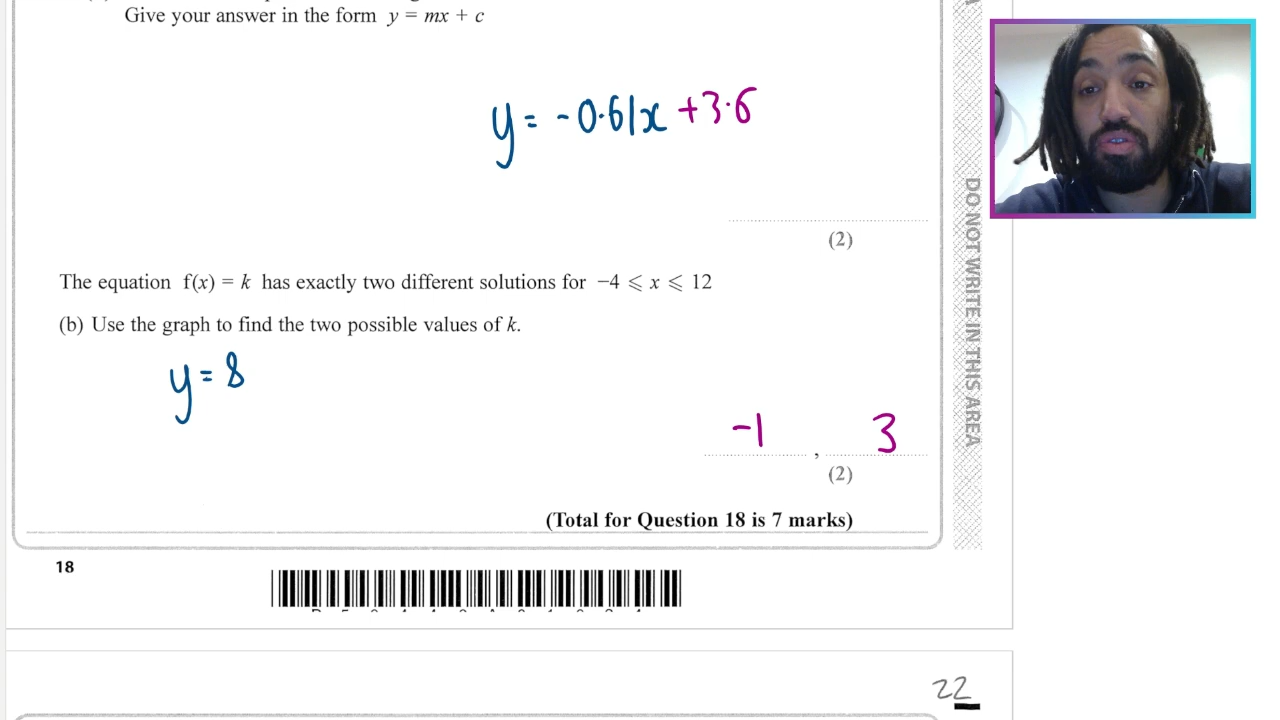 Give your answer in the form y = mx + c
y = -0.61x +3.6
(2)
The equation f(x) = k has exactly two different solutions for −4 ⩽ x ⩽ 12
(b) Use the graph to find the two possible values of k.
y = 8
-1 , 3
(2)
(Total for Question 18 is 7 marks)
DO NOT WRITE IN THIS AREA
18
22